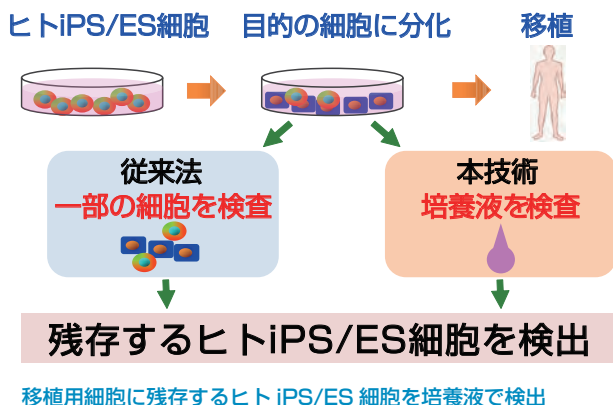 ヒトiPS/ES細胞 目的の細胞に分化 移植
従来法
一部の細胞を検査
本技術
培養液を検査
残存するヒトiPS/ES細胞を検出
移植用細胞に残存するヒト iPS/ES 細胞を培養液で検出